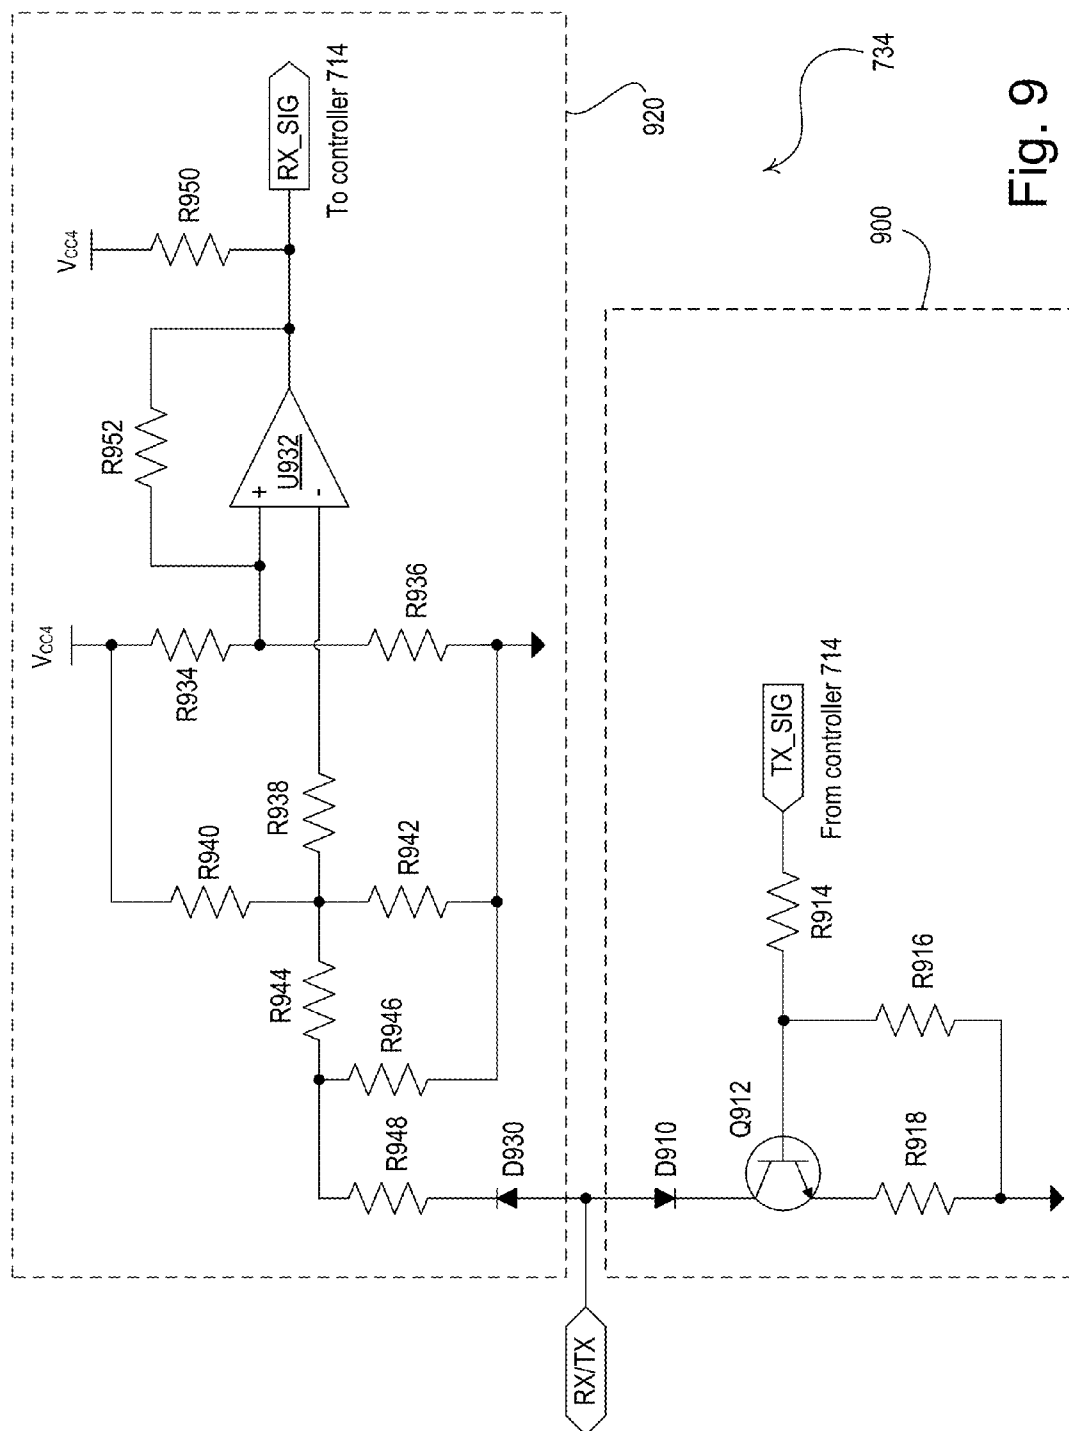 VCC4
R950
RX_SIG
To controller 714
R952
U932
+
-
VCC4
R934
R936
R940
R938
R942
R944
R946
R948
D930
920
734
RX/TX
D910
Q912
R914
TX_SIG
From controller 714
R916
R918
900
Fig. 9